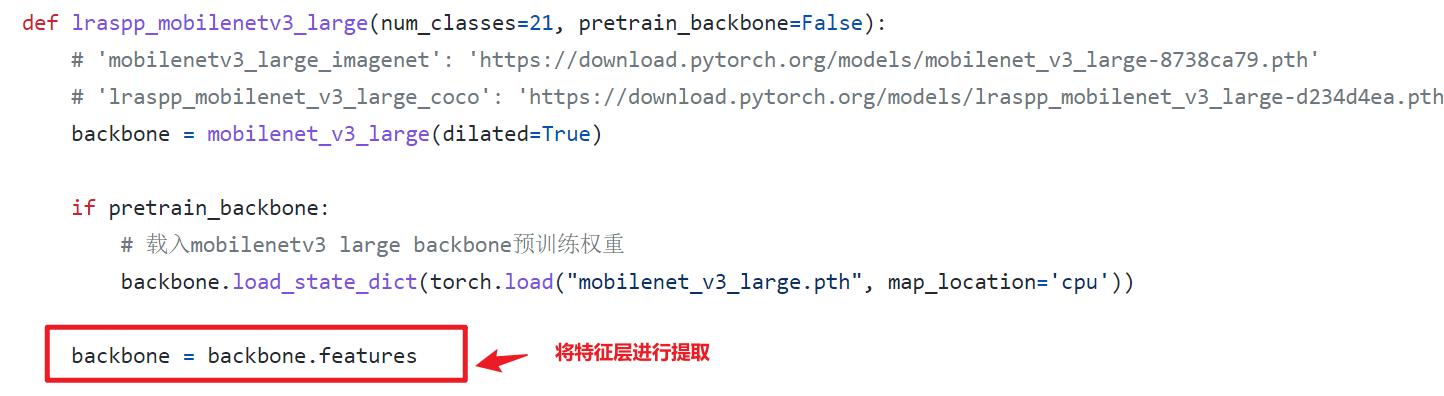 def lraspp_mobilenetv3_large(num_classes=21, pretrain_backbone=False):
# 'mobilenetv3_large_imagenet': 'https://download.pytorch.org/models/mobilenet_v3_large-8738ca79.pth'
# 'lraspp_mobilenet_v3_large_coco': 'https://download.pytorch.org/models/lraspp_mobilenet_v3_large-d234d4ea.pth
backbone = mobilenet_v3_large(dilated=True)
if pretrain_backbone:
# 载入mobilenetv3 large backbone预训练权重
backbone.load_state_dict(torch.load("mobilenet_v3_large.pth", map_location='cpu'))
backbone = backbone.features 将特征层进行提取